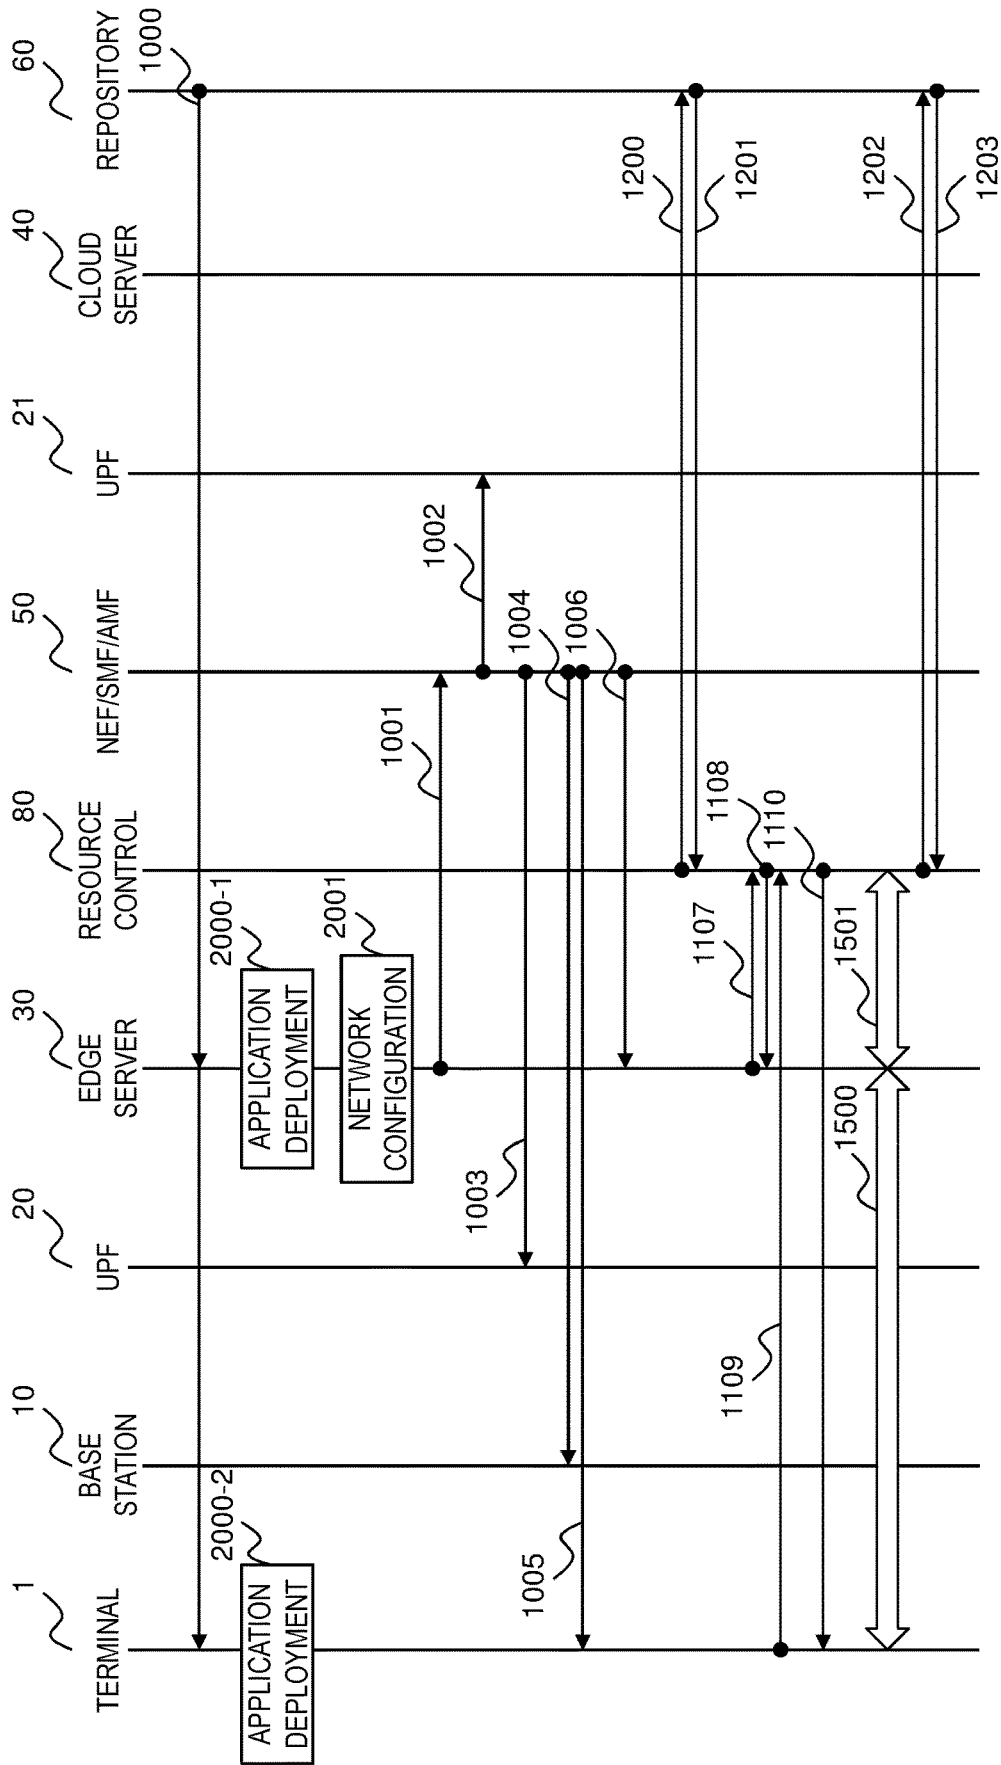 1
TERMINAL
10
BASE
STATION
20
UPF
30
EDGE
SERVER
80
RESOURCE
CONTROL
50
NEF/SMF/AMF
21
UPF
40
CLOUD
SERVER
60
REPOSITORY
1000
2000-2
APPLICATION
DEPLOYMENT
2000-1
APPLICATION
DEPLOYMENT
2001
NETWORK
CONFIGURATION
1001
1002
1003
1004
1005
1006
1200
1201
1107
1108
1109
1110
1500
1501
1202
1203